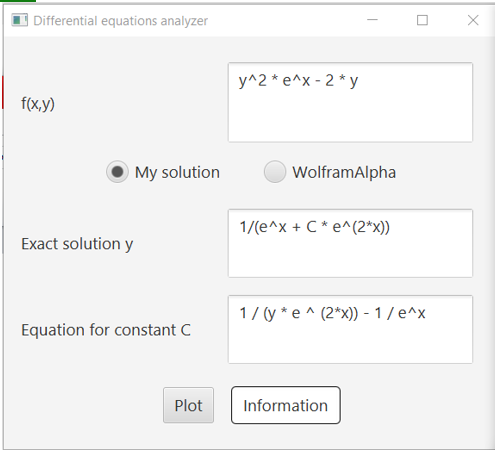 Differential equations analyzer
f(x,y)
y^2 * e^x - 2 * y
My solution
WolframAlpha
Exact solution y
1/(e^x + C * e^(2*x))
Equation for constant C
1 / (y * e ^ (2*x)) - 1 / e^x
Plot
Information